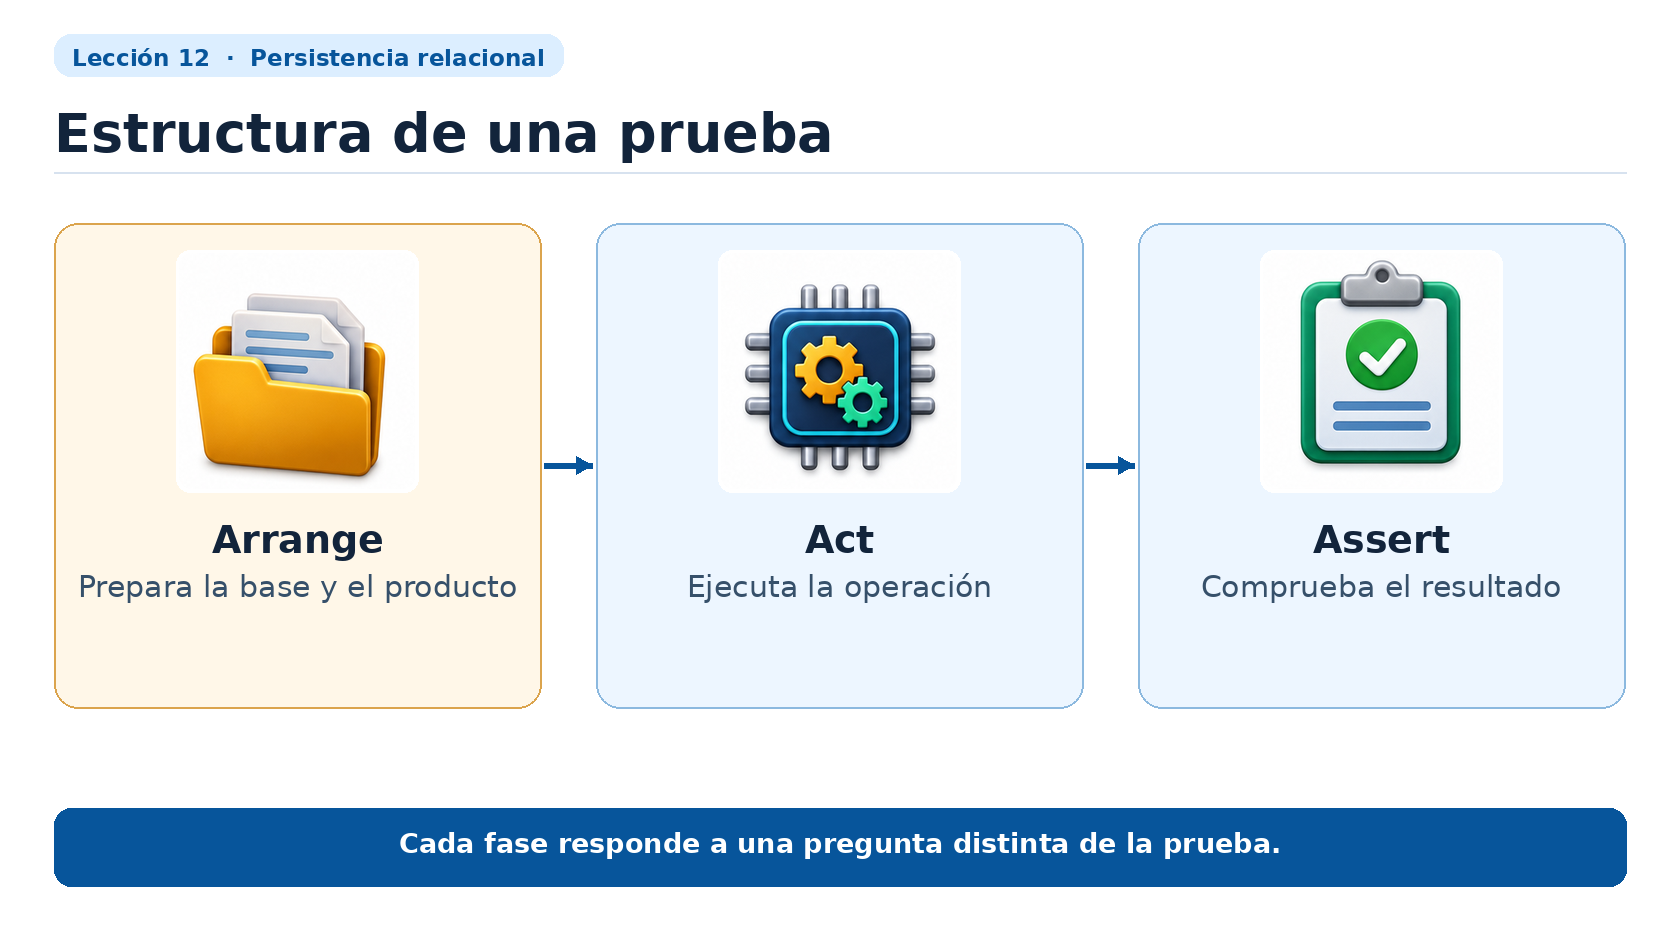 Lección 12 · Persistencia relacional
Estructura de una prueba
Arrange
Prepara la base y el producto
Act
Ejecuta la operación
Assert
Comprueba el resultado
Cada fase responde a una pregunta distinta de la prueba.